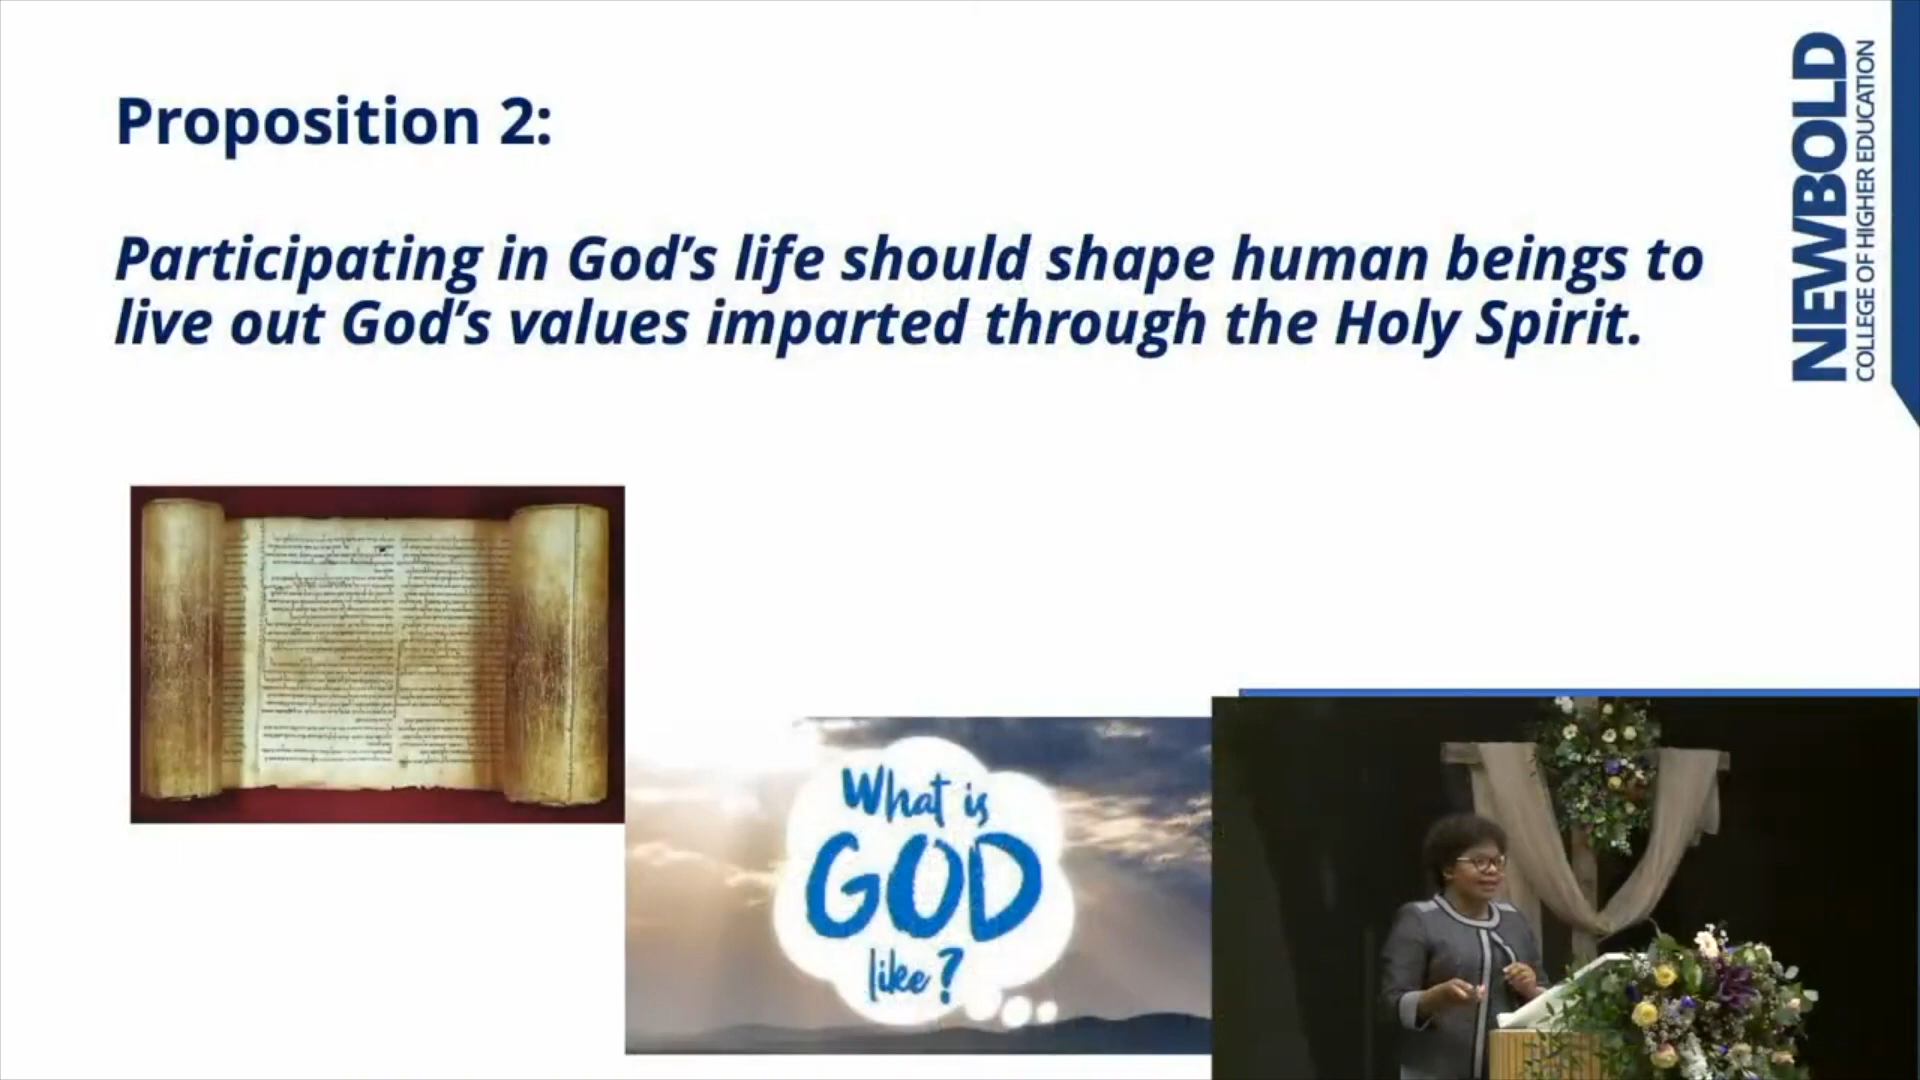 Proposition 2:
Participating in God's life should shape human beings to
live out God's values imparted through the Holy Spirit.
NEWBOLD
COLLEGE OF HIGHER EDUCATION
What is
GOD
like?